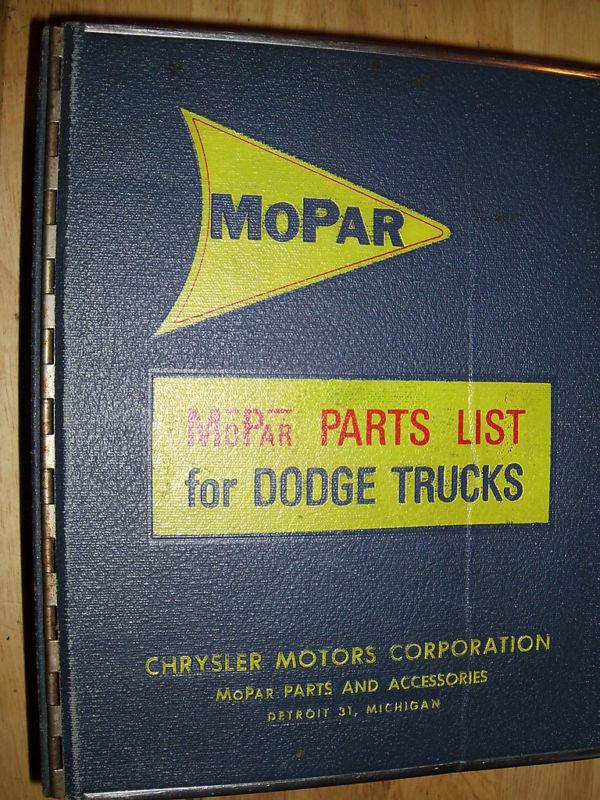 MOPAR
MOPAR PARTS LIST
for DODGE TRUCKS
CHRYSLER MOTORS CORPORATION
MOPAR PARTS AND ACCESSORIES
DETROIT 31, MICHIGAN